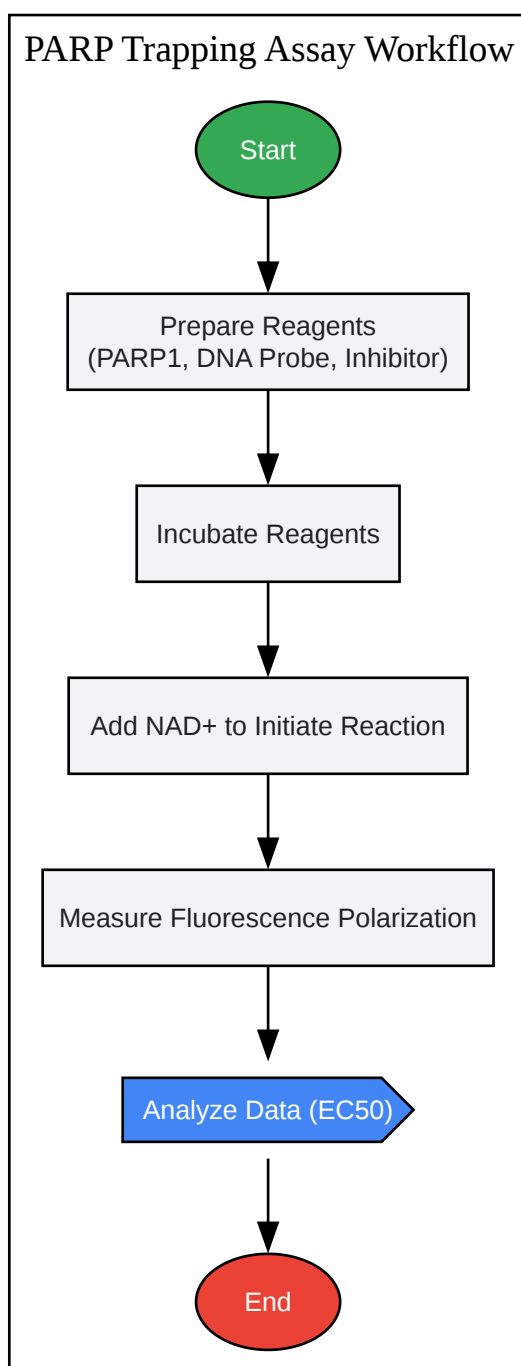 PARP Trapping Assay Workflow
Start
Prepare Reagents
(PARP1, DNA Probe, Inhibitor)
Incubate Reagents
Add NAD+ to Initiate Reaction
Measure Fluorescence Polarization
Analyze Data (EC50)
End